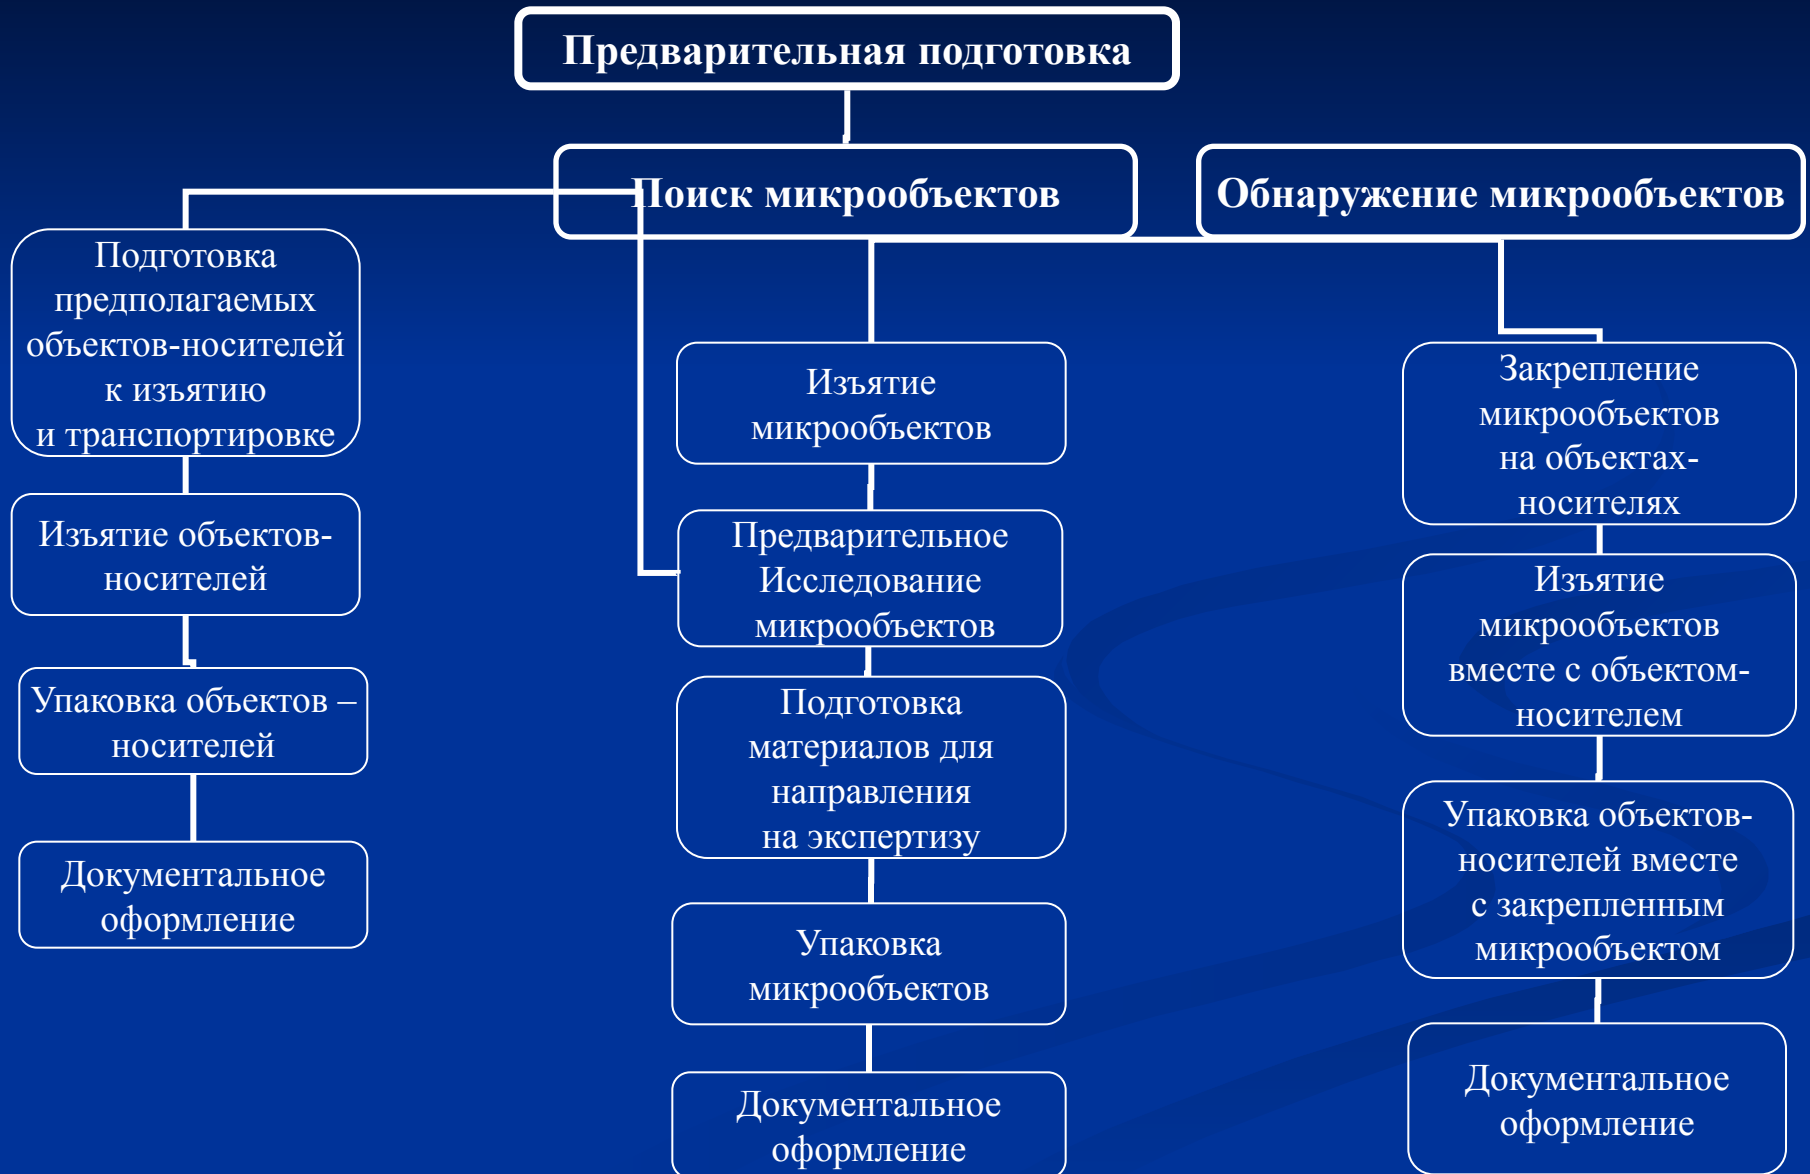 Предварительная подготовка
Поиск микрообъектов
Обнаружение микрообъектов
Подготовка
предполагаемых
объектов-носителей
к изъятию
и транспортировке
Изъятие объектов-
носителей
Упаковка объектов –
носителей
Документальное
оформление
Изъятие
микрообъектов
Предварительное
Исследование
микрообъектов
Подготовка
материалов для
направления
на экспертизу
Упаковка
микрообъектов
Документальное
оформление
Закрепление
микрообъектов
на объектах-
носителях
Изъятие
микрообъектов
вместе с объектом-
носителем
Упаковка объектов-
носителей вместе
с закрепленным
микрообъектом
Документальное
оформление